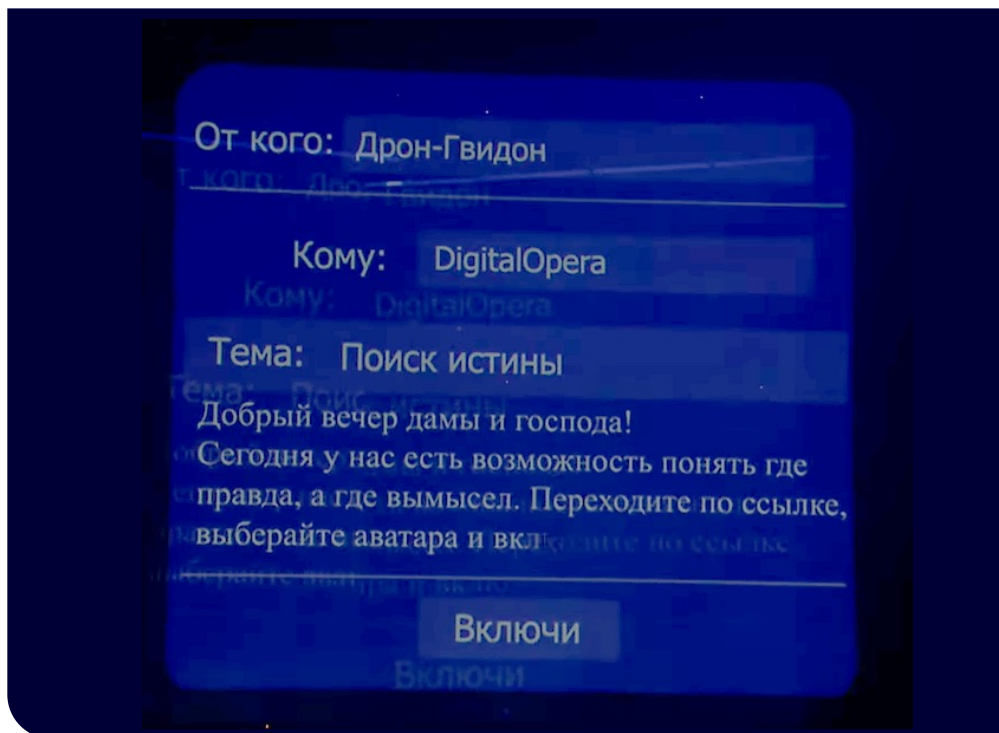 От кого: Дрон-Гвидон
Кому: DigitalOpera
Тема: Поиск истины
Добрый вечер дамы и господа!
Сегодня у нас есть возможность понять где
правда, а где вымысел. Переходите по ссылке,
выберайте аватара и вкл
Включи